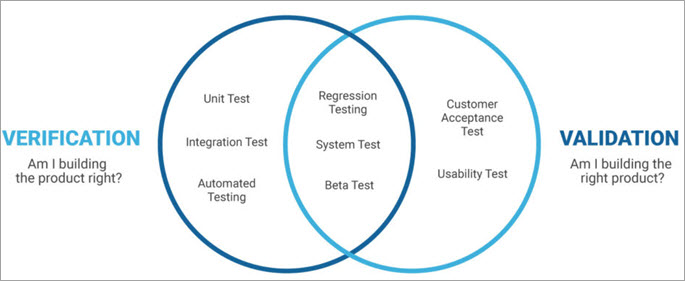 VERIFICATION
Am I building
the product right?
Unit Test
Integration Test
Automated
Testing
Regression
Testing
System Test
Beta Test
Customer
Acceptance
Test
Usability Test
VALIDATION
Am I building the
right product?